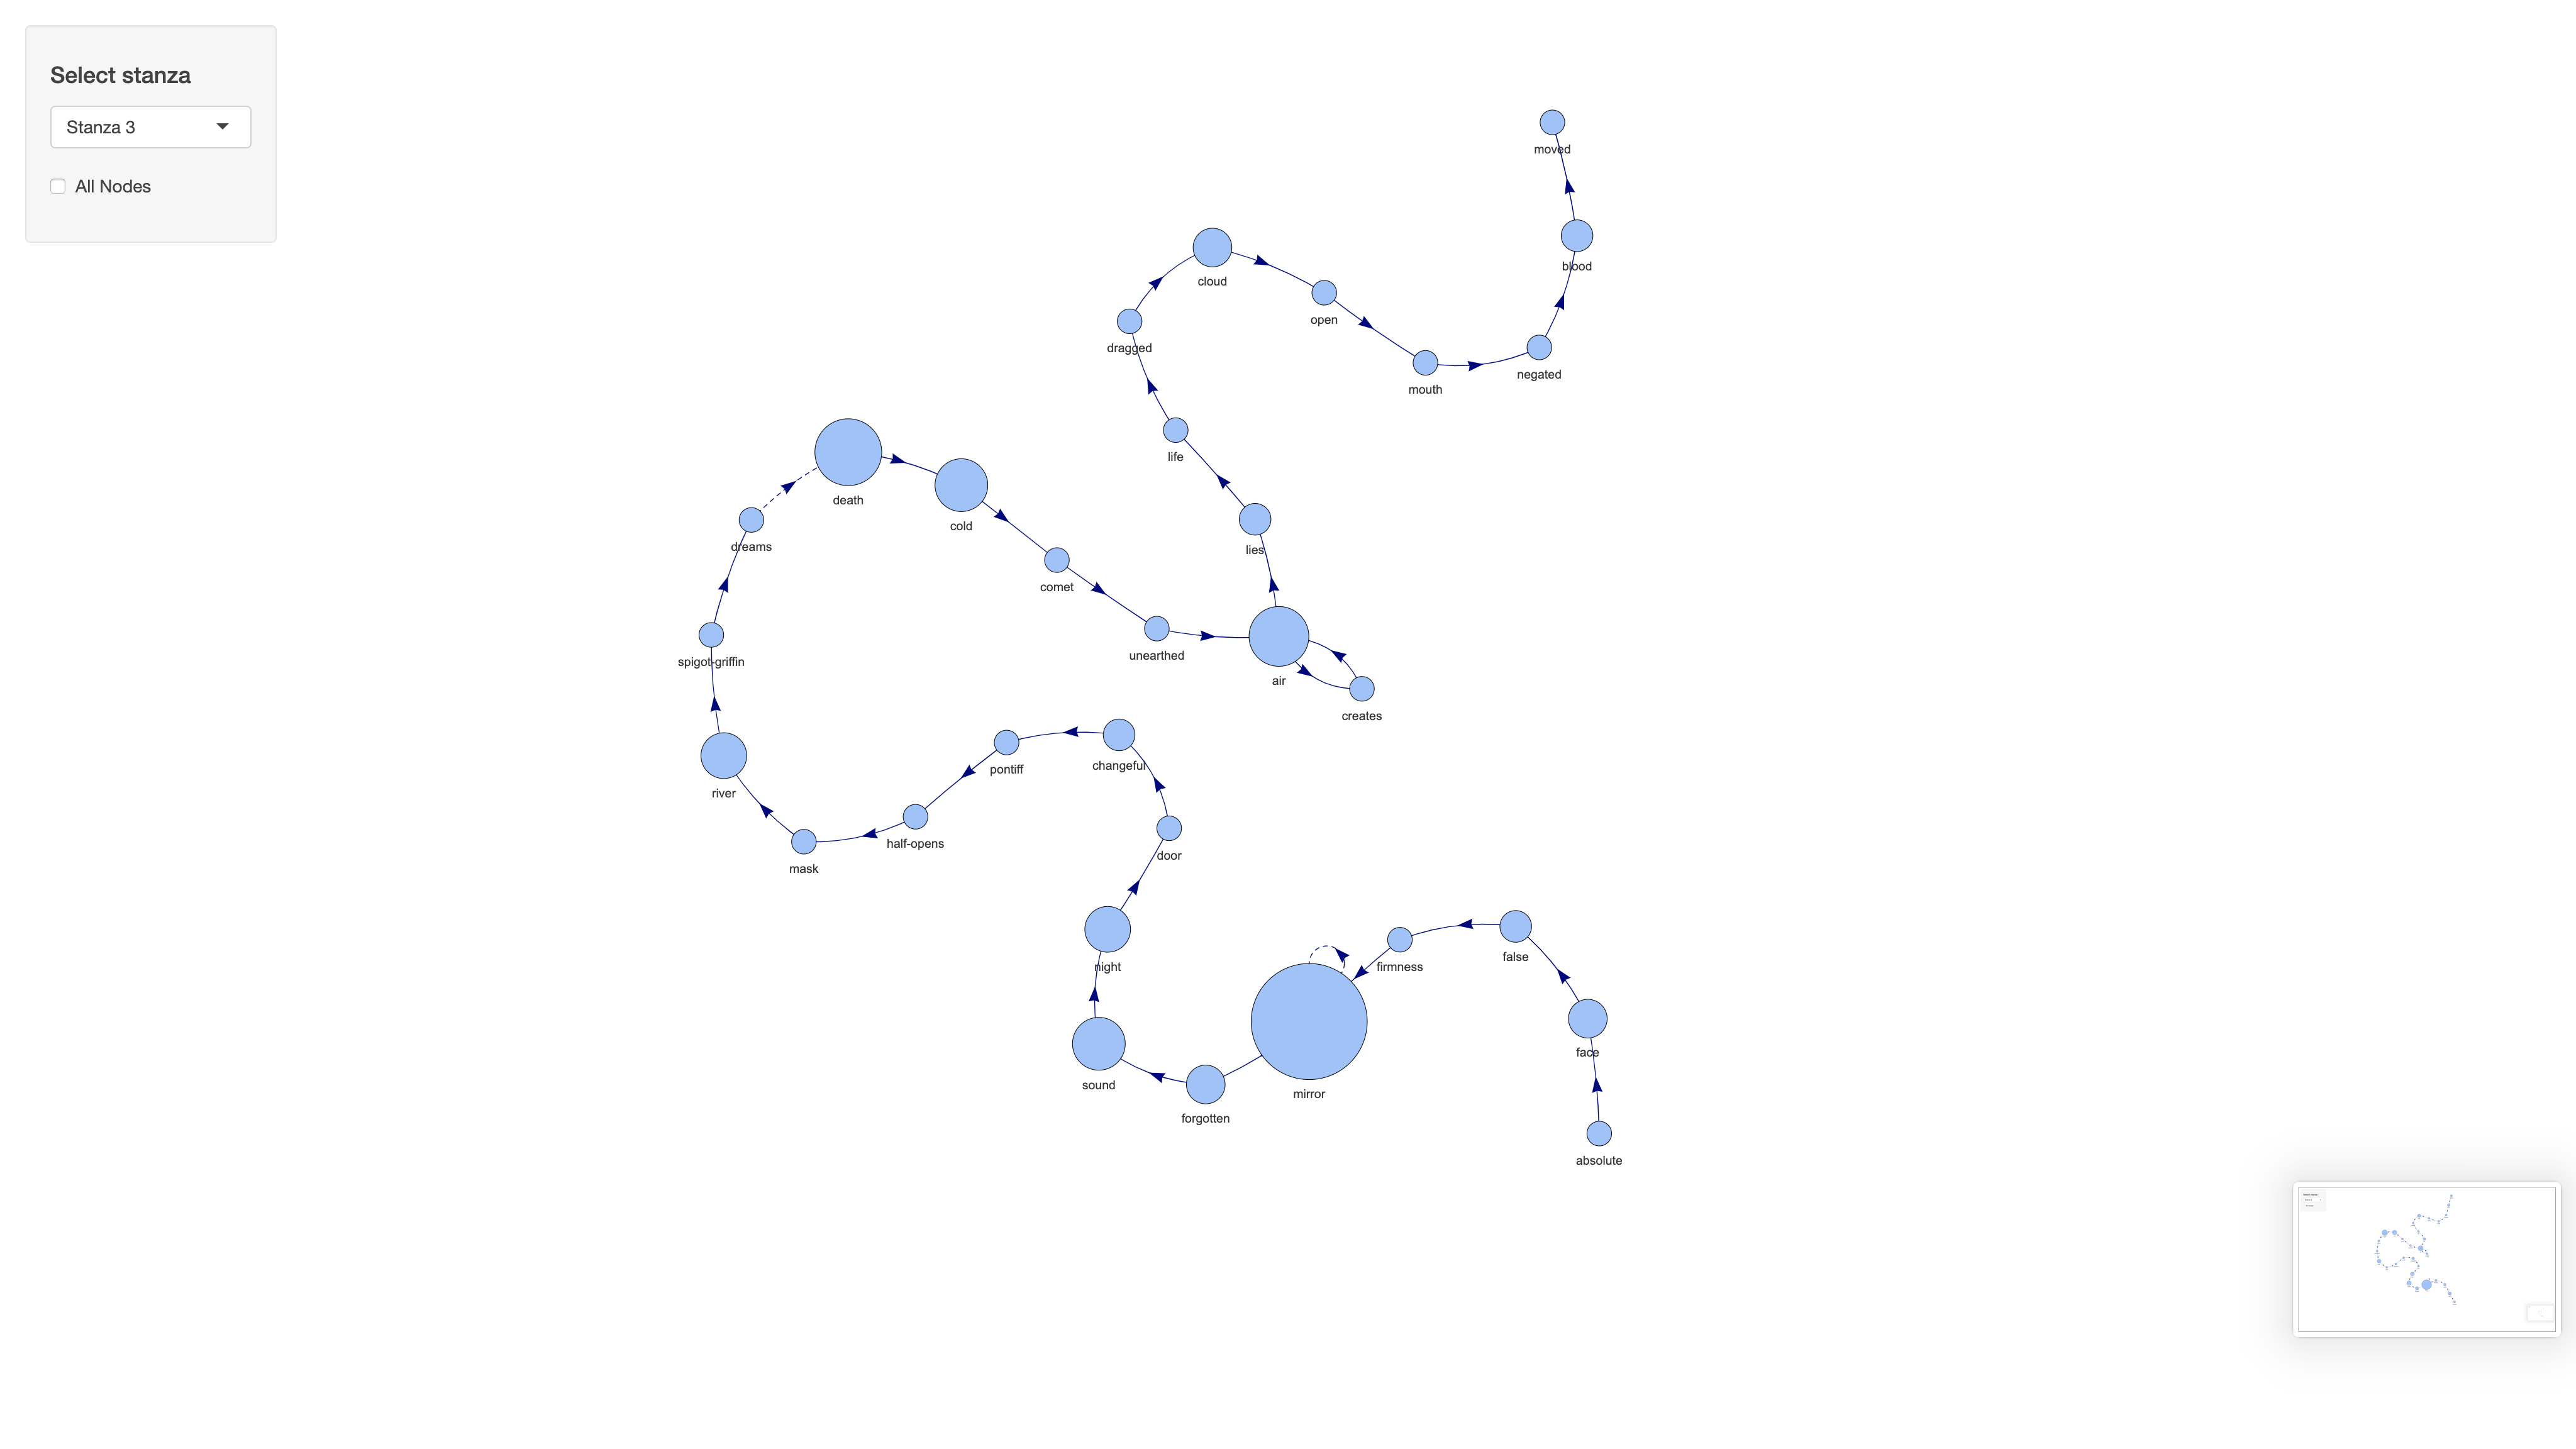 Select stanza
Stanza 3
All Nodes
moved
blood
cloud
open
dragged
negated
mouth
life
death
cold
dreams
lies
comet
unearthed
spigot-griffin
air
creates
changeful
pontiff
river
half-opens
door
mask
false
firmness
night
face
sound
mirror
forgotten
absolute